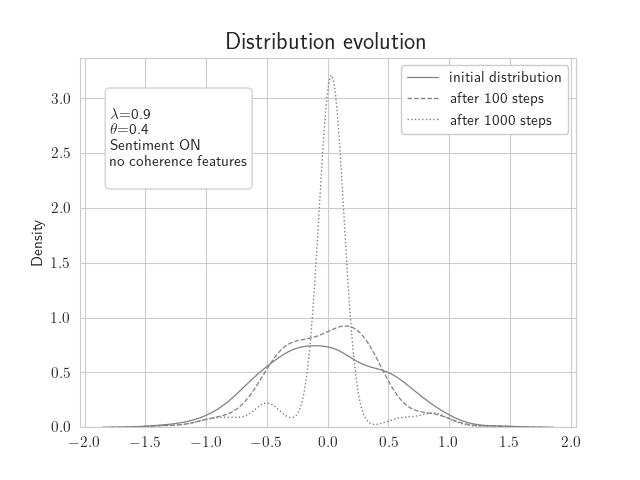 Distribution evolution
initial distribution
after 100 steps
after 1000 steps
λ=0.9
θ=0.4
Sentiment ON
no coherence features
Density
3.0
2.5
2.0
1.5
1.0
0.5
0.0
−2.0 −1.5 −1.0 −0.5 0.0 0.5 1.0 1.5 2.0